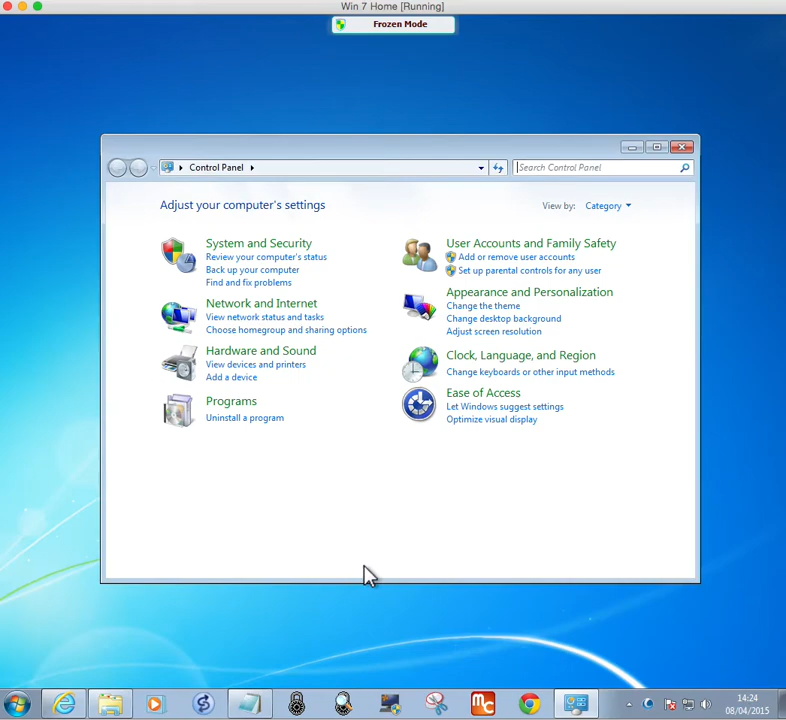 Win 7 Home [Running]
Frozen Mode
Control Panel
Search Control Panel
Adjust your computer's settings
View by: Category
System and Security
Review your computer's status
Back up your computer
Find and fix problems
Network and Internet
View network status and tasks
Choose homegroup and sharing options
Hardware and Sound
View devices and printers
Add a device
Programs
Uninstall a program
User Accounts and Family Safety
Add or remove user accounts
Set up parental controls for any user
Appearance and Personalization
Change the theme
Change desktop background
Adjust screen resolution
Clock, Language, and Region
Change keyboards or other input methods
Ease of Access
Let Windows suggest settings
Optimize visual display
MC
14:24
08/04/2015